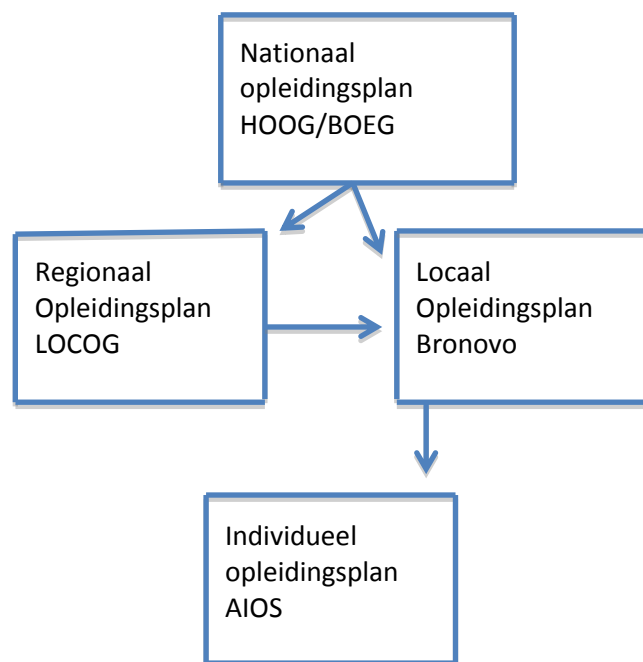 Nationaal
opleidingsplan
HOOG/BOEG
Regionaal
Opleidingsplan
LOCOG
Locaal
Opleidingsplan
Bronovo
Individueel
opleidingsplan
AIOS